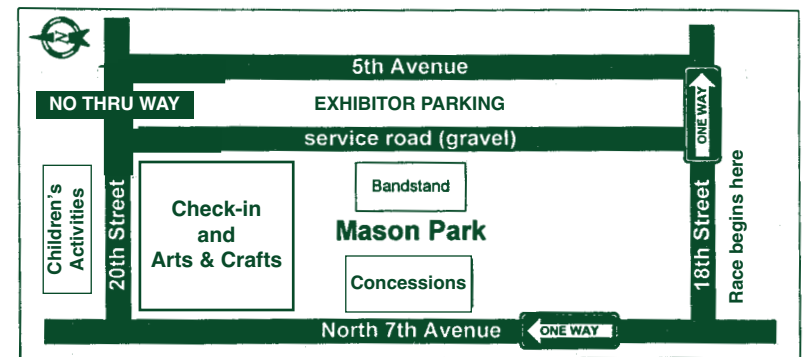 N
5th Avenue
NO THRU WAY
EXHIBITOR PARKING
ONE WAY
service road (gravel)
Children's
Activities
20th Street
Check-in
and
Arts & Crafts
Bandstand
Mason Park
Concessions
18th Street
Race begins here
North 7th Avenue
ONE WAY